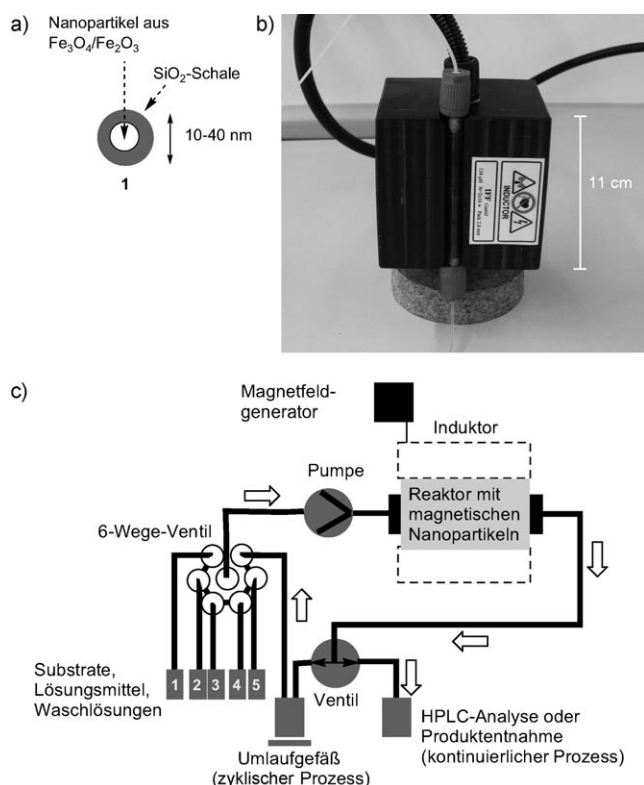 a)
Nanopartikel aus
Fe₃O₄/Fe₂O₃
SiO₂-Schale
10-40 nm
1
b)
INDUCTOR
IFF
11 cm
c)
Magnetfeld-
generator
Induktor
Pumpe
Reaktor mit
magnetischen
Nanopartikeln
6-Wege-Ventil
Substrate,
Lösungsmittel,
Waschlösungen
1 2 3 4 5
Ventil
Umlaufgefäß
(zyklischer Prozess)
HPLC-Analyse oder
Produktentnahme
(kontinuierlicher Prozess)